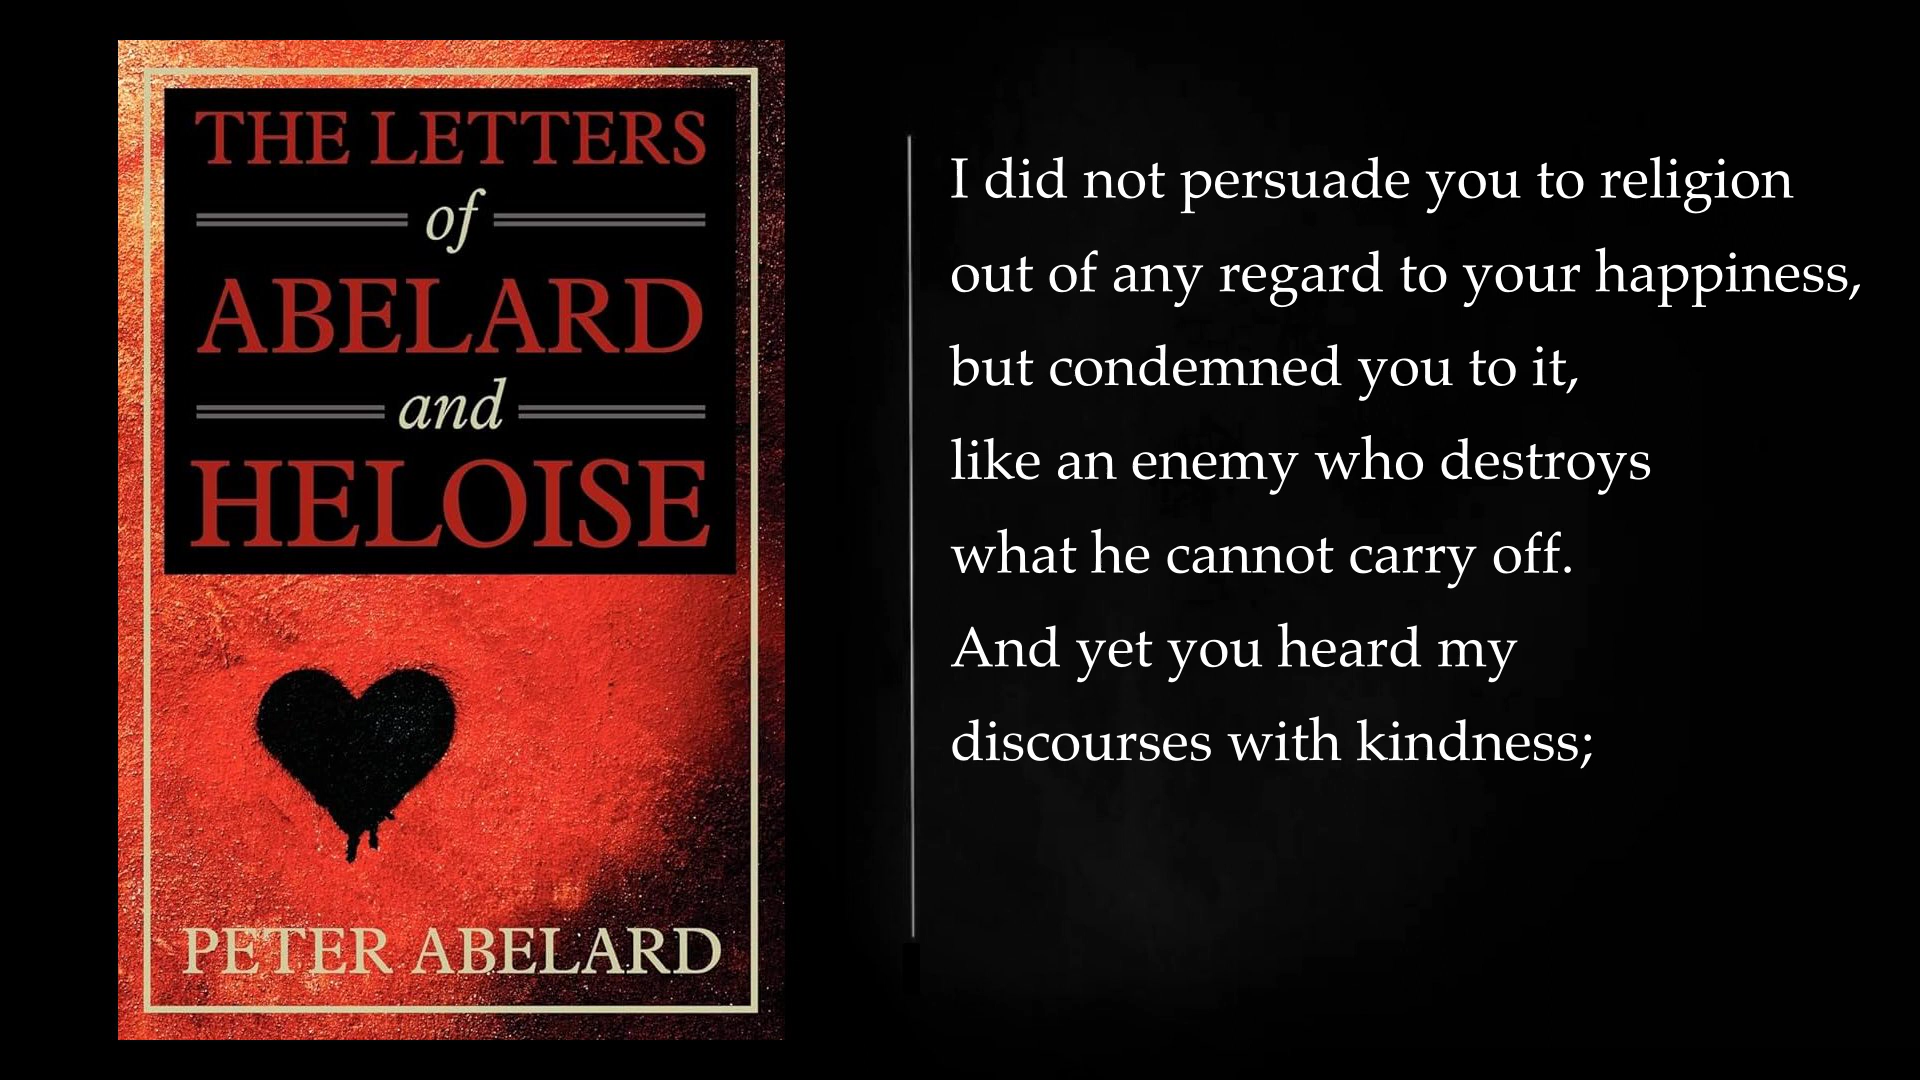 THE LETTERS
of
ABELARD
and
HELOISE
PETER ABELARD
I did not persuade you to religion
out of any regard to your happiness,
but condemned you to it,
like an enemy who destroys
what he cannot carry off.
And yet you heard my
discourses with kindness;